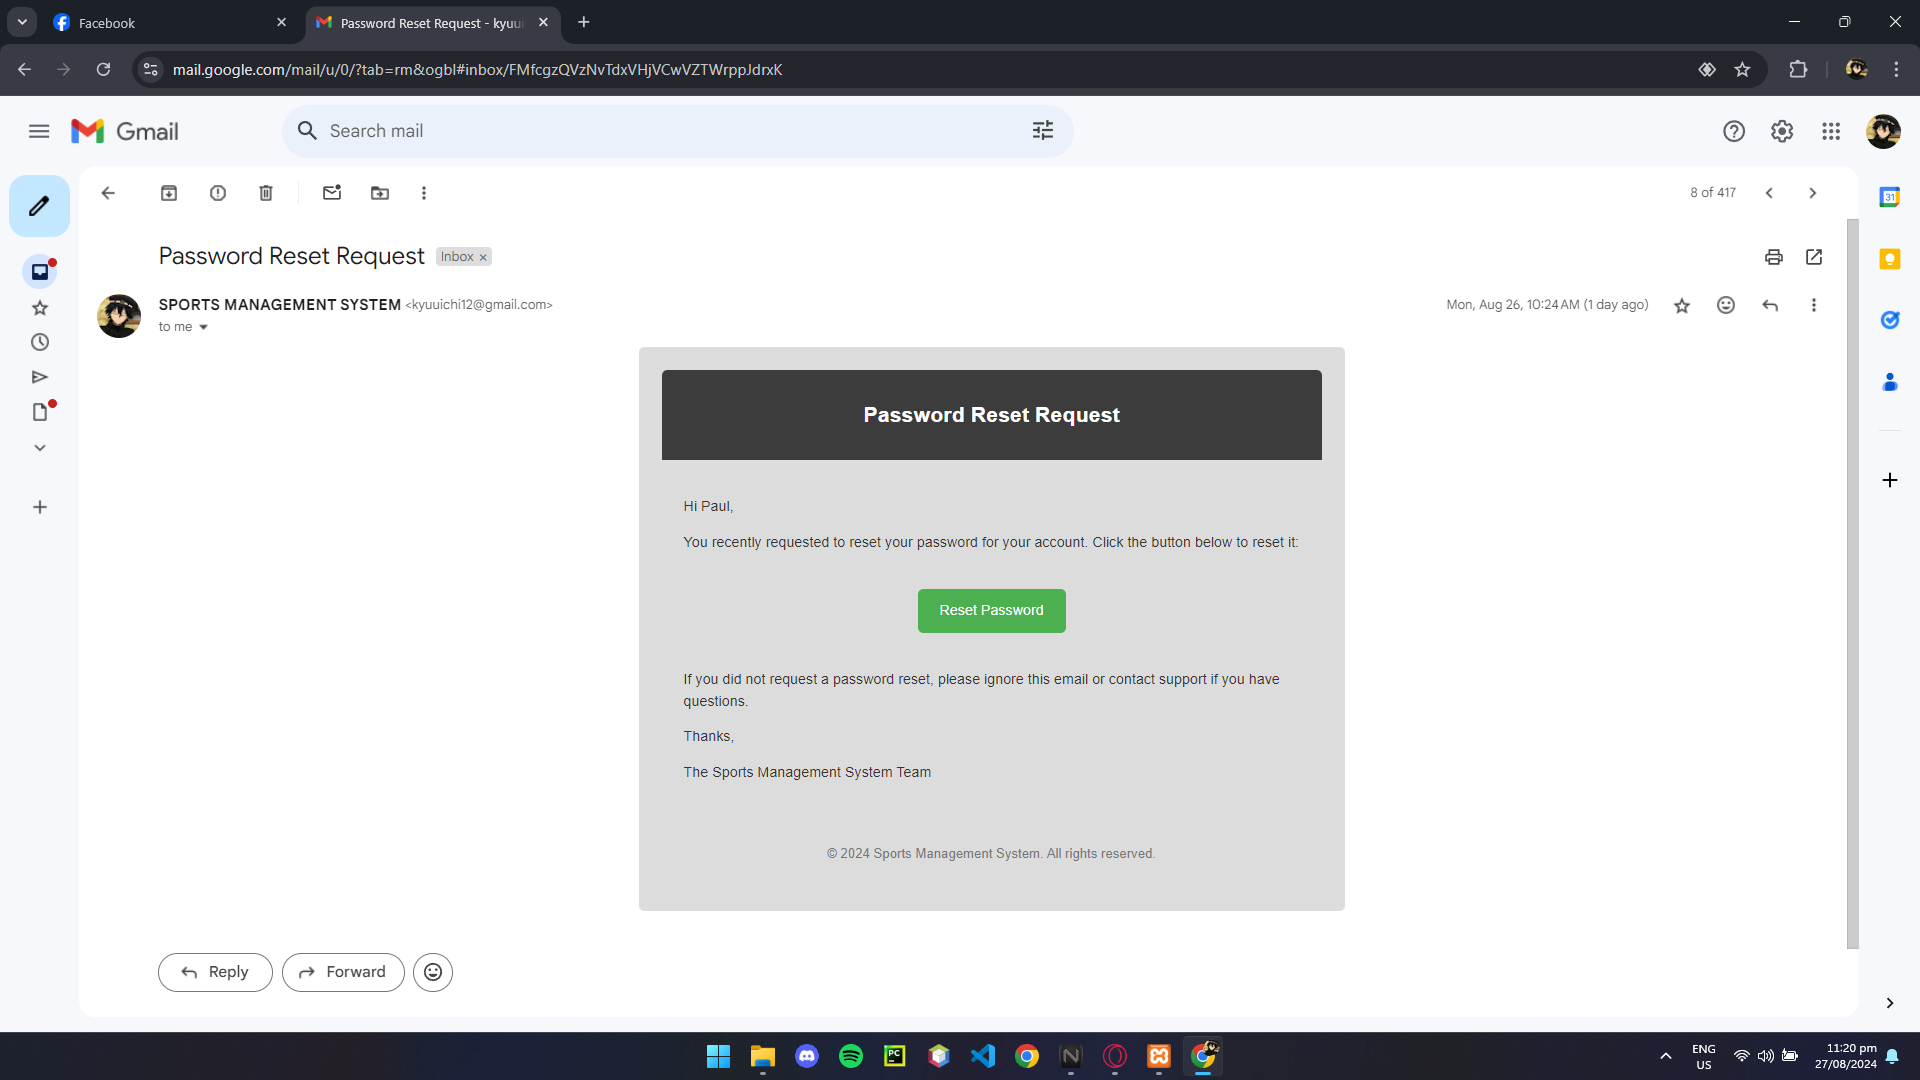 Facebook
Password Reset Request - kyuui
mail.google.com/mail/u/0/?tab=rm&ogbl#inbox/FMfcgzQVzNvTdxVHjVCwVZTWrppJdrxK
Gmail
Search mail
8 of 417
Password Reset Request
Inbox ×
SPORTS MANAGEMENT SYSTEM <kyuuichi12@gmail.com>
Mon, Aug 26, 10:24 AM (1 day ago)
to me
31
Password Reset Request
Hi Paul,
You recently requested to reset your password for your account. Click the button below to reset it:
Reset Password
If you did not request a password reset, please ignore this email or contact support if you have
questions.
Thanks,
The Sports Management System Team
© 2024 Sports Management System. All rights reserved.
Reply
Forward
PC
N
ENG
US
11:20 pm
27/08/2024